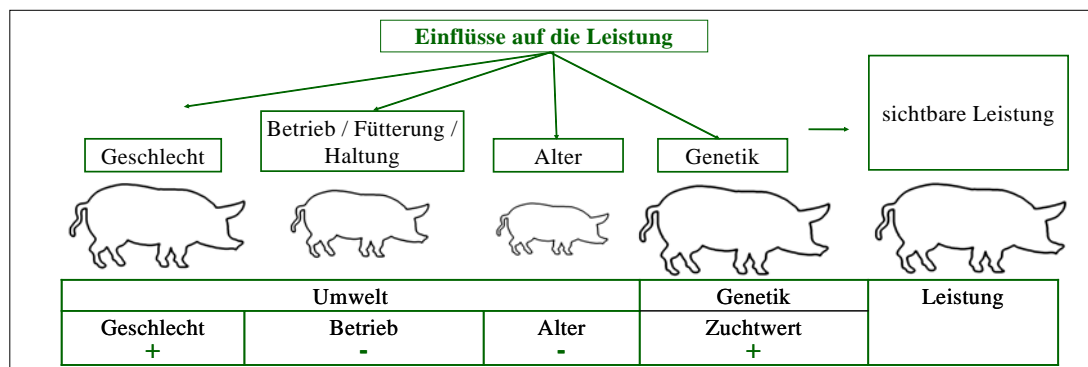 Einflüsse auf die Leistung
Geschlecht
Betrieb / Fütterung /
Haltung
Alter
Genetik
sichtbare Leistung
Umwelt
Genetik
Leistung
Geschlecht
Betrieb
Alter
Zuchtwert
+
-
-
+